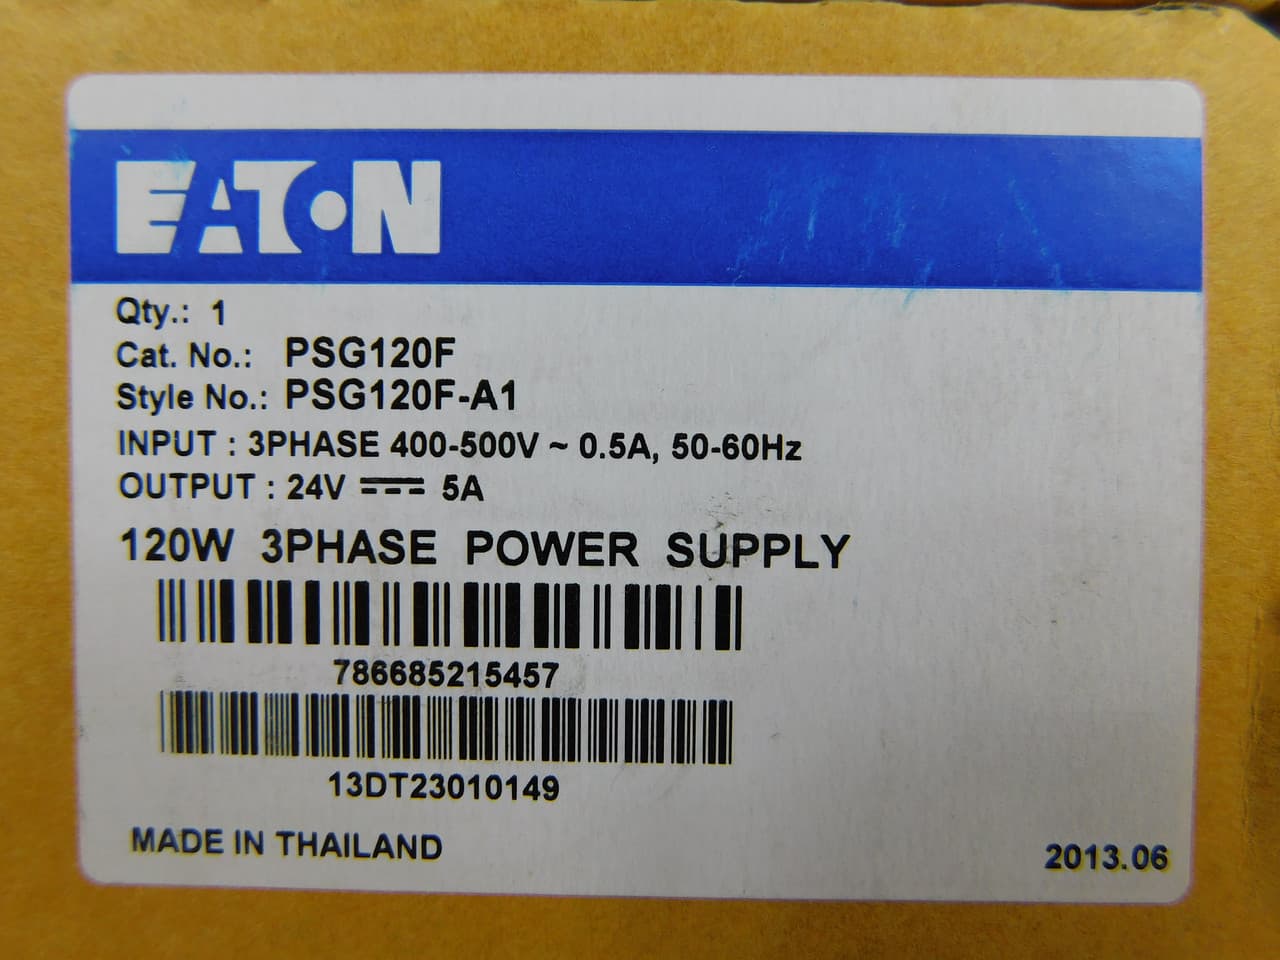 EATON
Qty.: 1
Cat. No.: PSG120F
Style No.: PSG120F-A1
INPUT : 3PHASE 400-500V ~ 0.5A, 50-60Hz
OUTPUT : 24V ⎓ 5A
120W 3PHASE POWER SUPPLY
786685215457
13DT23010149
MADE IN THAILAND
2013.06